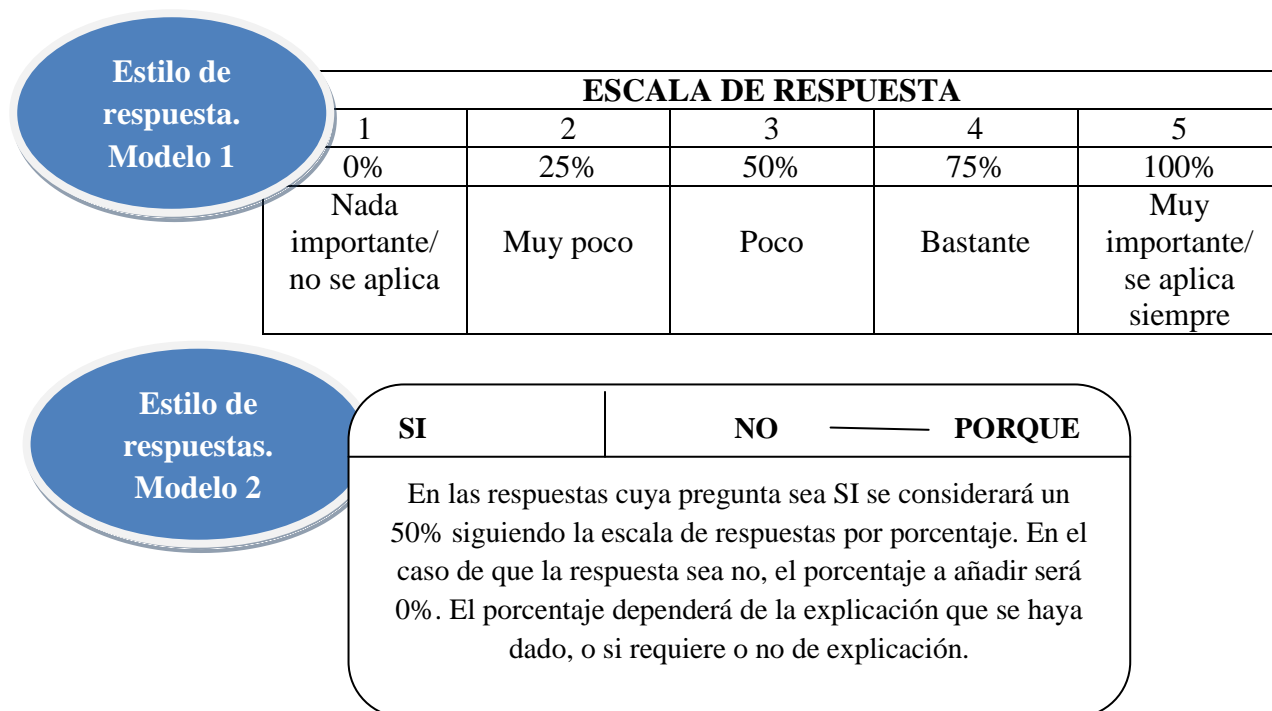 Estilo de
respuesta.
Modelo 1
ESCALA DE RESPUESTA
1 2 3 4 5
0% 25% 50% 75% 100%
Nada
importante/
no se aplica
Muy poco
Poco
Bastante
Muy
importante/
se aplica
siempre
Estilo de
respuestas.
Modelo 2
SI NO PORQUE
En las respuestas cuya pregunta sea SI se considerará un
50% siguiendo la escala de respuestas por porcentaje. En el
caso de que la respuesta sea no, el porcentaje a añadir será
0%. El porcentaje dependerá de la explicación que se haya
dado, o si requiere o no de explicación.